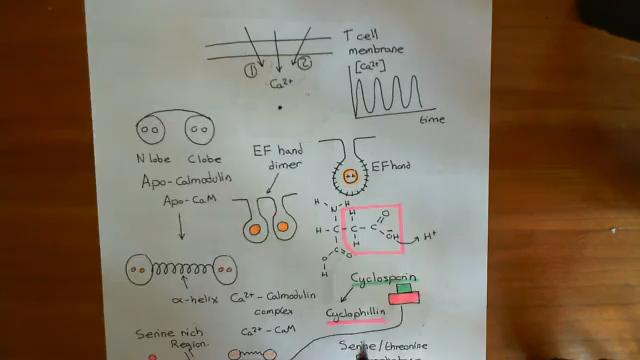 T cell
membrane
① ②
Ca²⁺
[Ca²⁺]
time
N lobe C lobe
Apo-Calmodulin
Apo-CaM
EF hand
dimer
EF hand
H
N - H
H
H - C - C - C
O
OH
H⁺
H
C
O
O
H
α-helix
Ca²⁺-Calmodulin
complex
Ca²⁺-CaM
Cyclosporin
Cyclophillin
Serine rich
Region
Serine/threonine